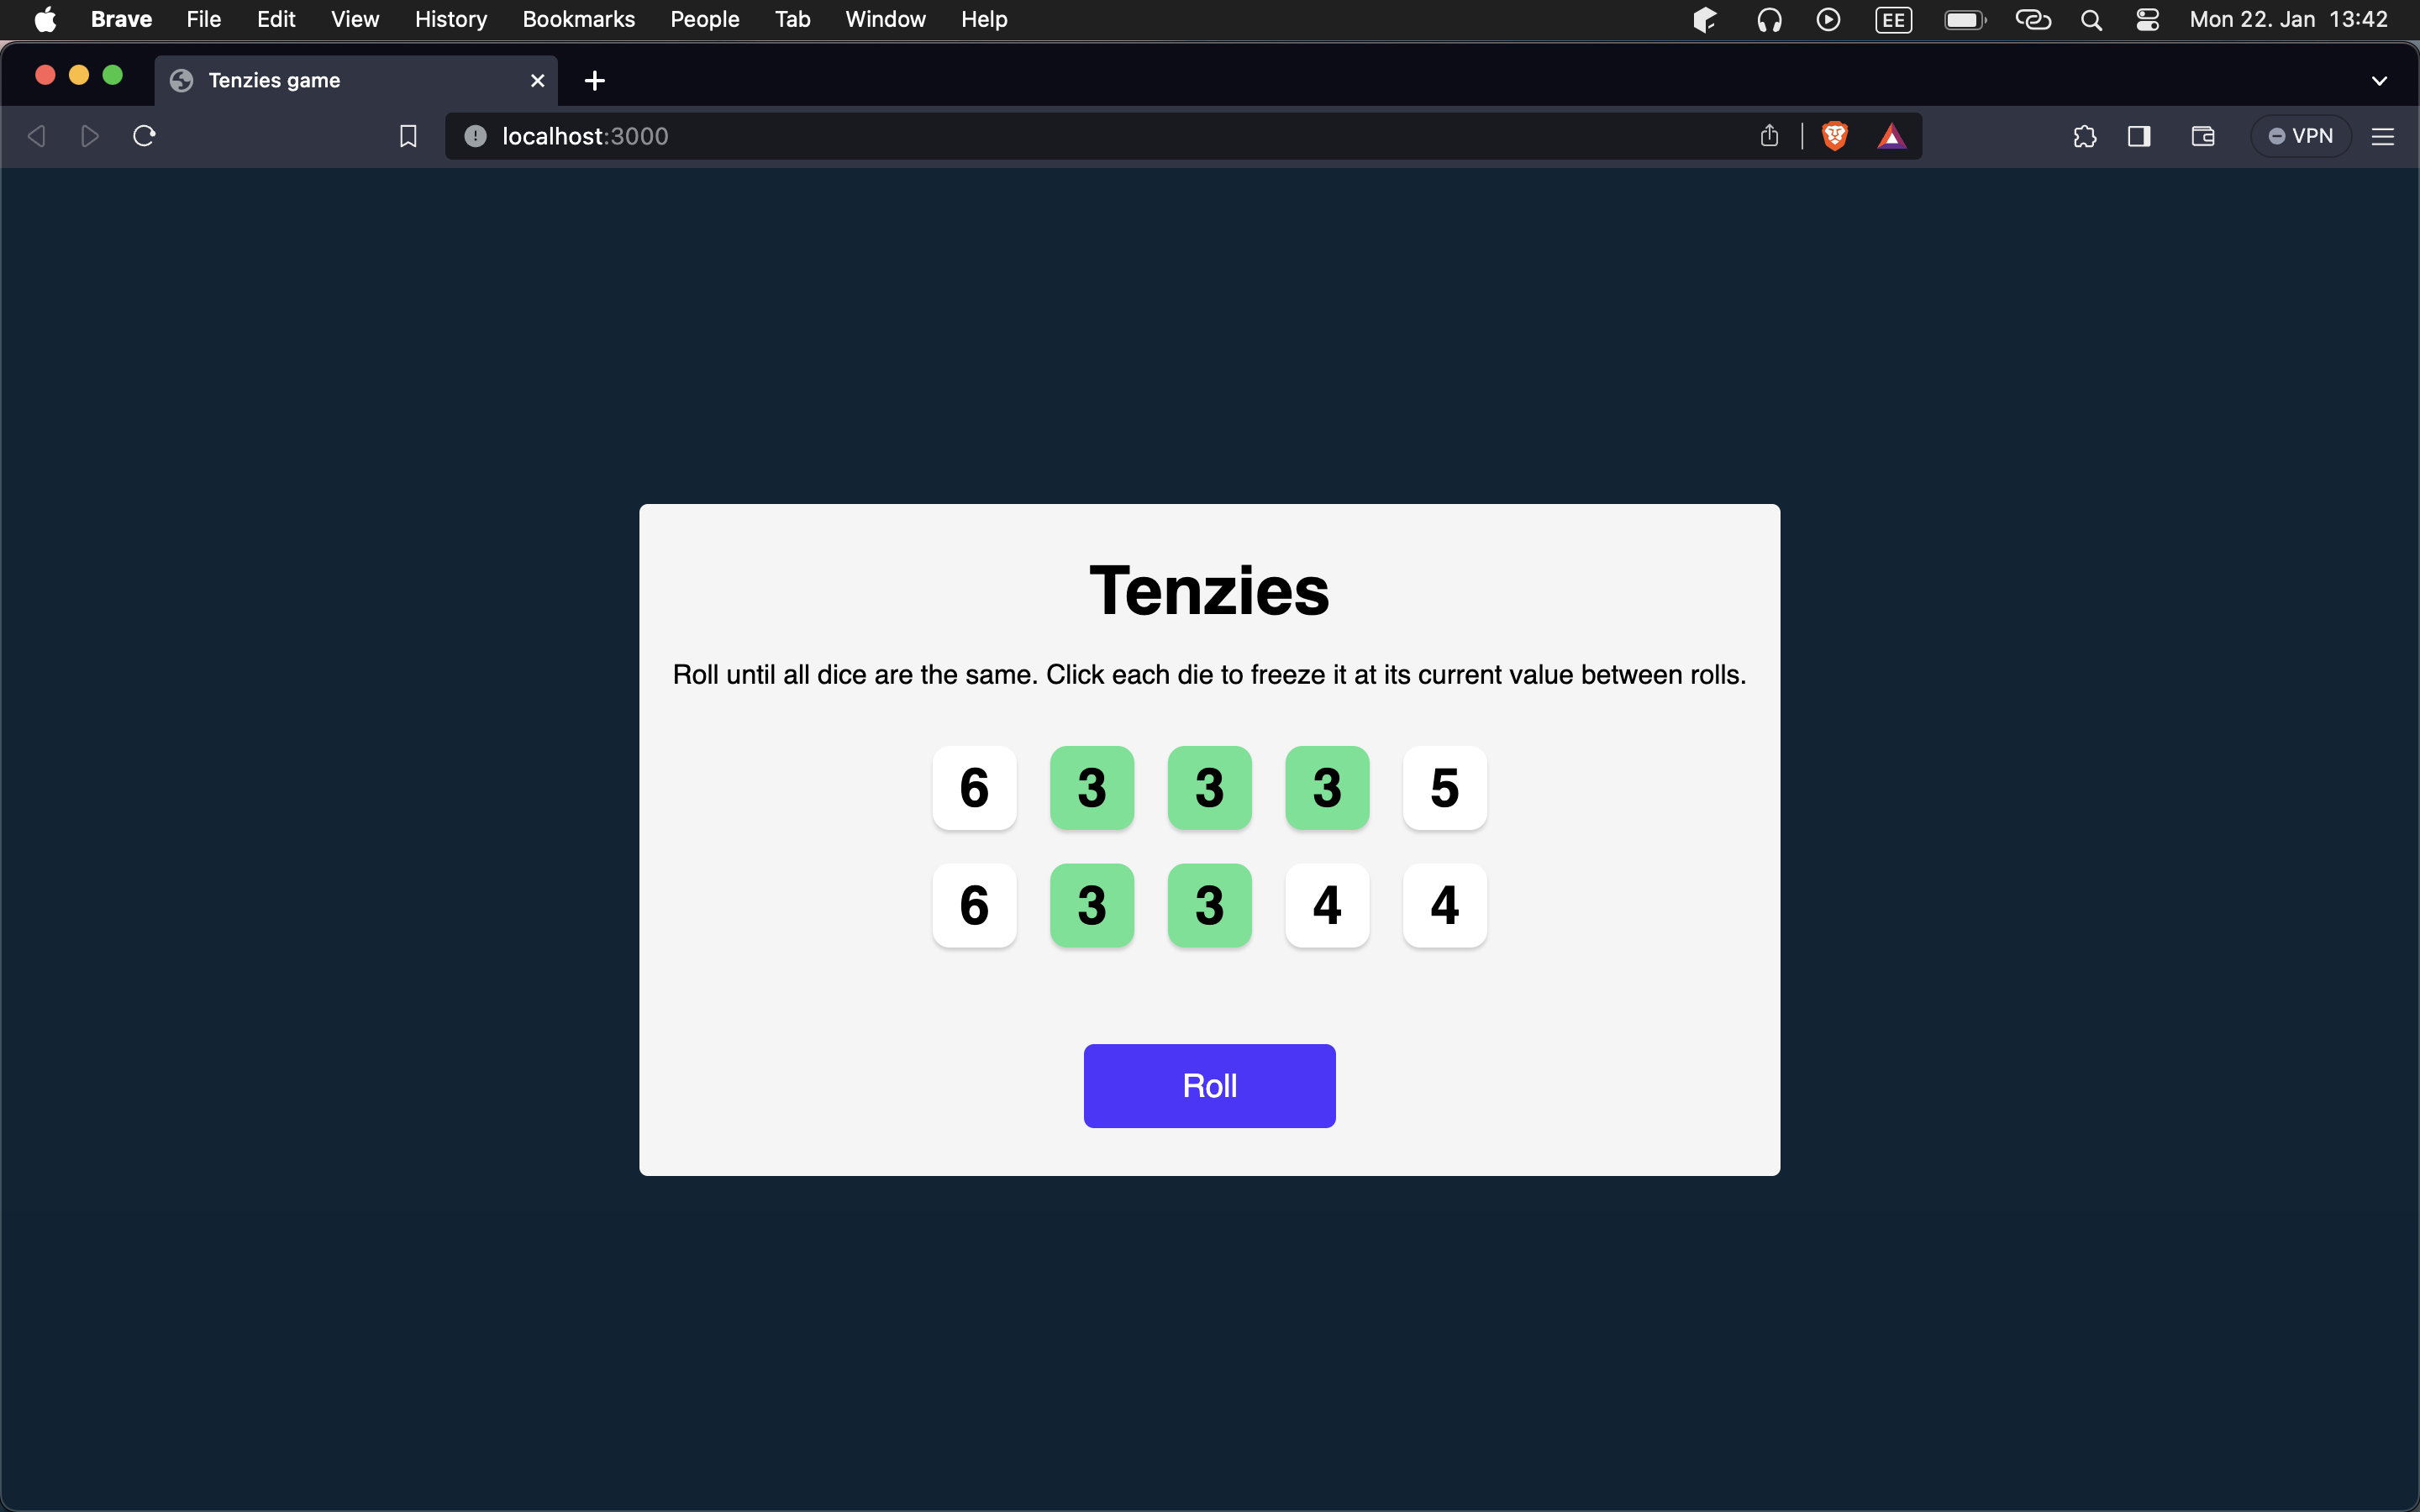 Brave File Edit View History Bookmarks People Tab Window Help EE Mon 22. Jan 13:42
Tenzies game
localhost:3000 VPN
Tenzies
Roll until all dice are the same. Click each die to freeze it at its current value between rolls.
6 3 3 3 5
6 3 3 4 4
Roll